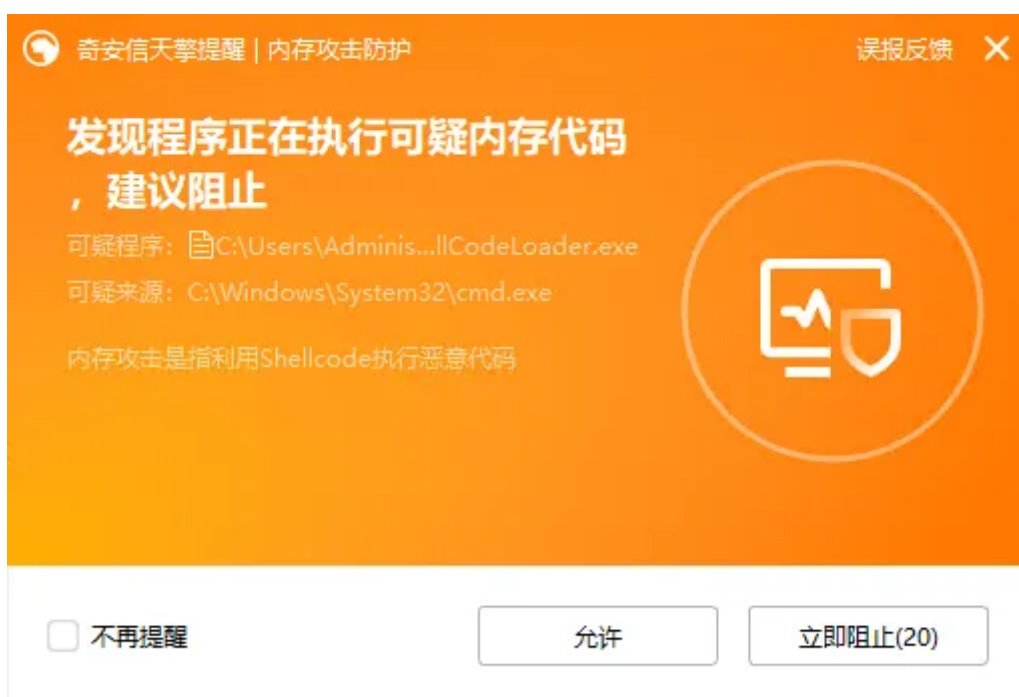 奇安信天擎提醒 | 内存攻击防护
误报反馈
发现程序正在执行可疑内存代码
，建议阻止
可疑程序： C:\Users\Adminis...llCodeLoader.exe
可疑来源： C:\Windows\System32\cmd.exe
内存攻击是指利用Shellcode执行恶意代码
不再提醒
允许
立即阻止(20)